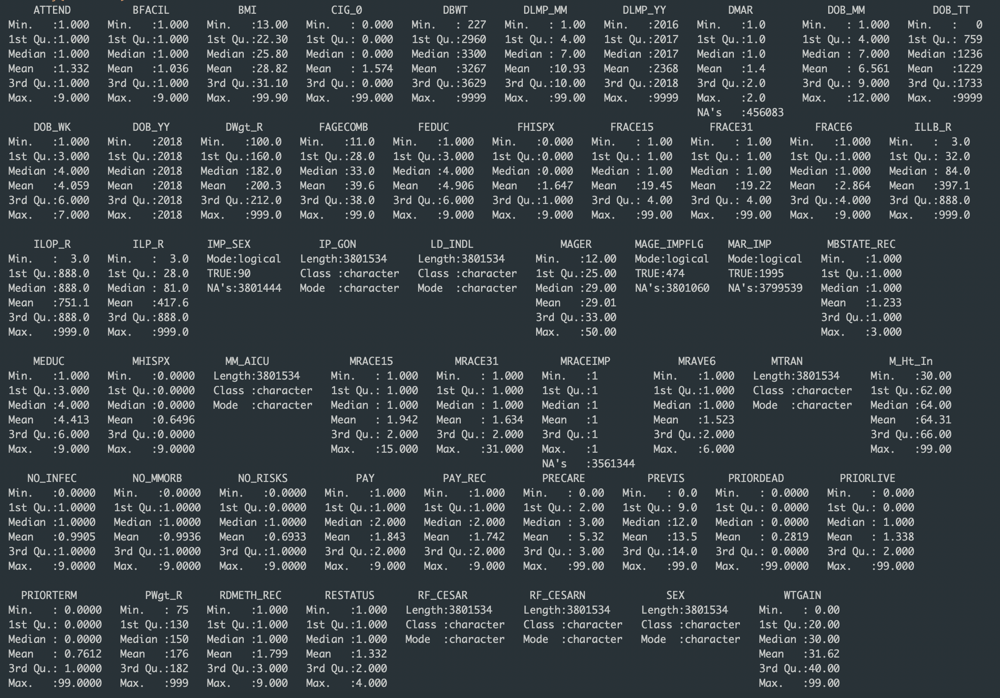 ATTEND BFACIL BMI CIG_0 DBWT DLMP_MM DLMP_YY DMAR DOB_MM DOB_TT
Min. :1.000 Min. :1.000 Min. :13.00 Min. : 0.000 Min. : 227 Min. : 1.00 Min. :2016 Min. :1.0 Min. : 1.000 Min. : 0
1st Qu.:1.000 1st Qu.:1.000 1st Qu.:22.30 1st Qu.: 0.000 1st Qu.:2960 1st Qu.: 4.00 1st Qu.:2017 1st Qu.:1.0 1st Qu.: 4.000 1st Qu.: 759
Median :1.000 Median :1.000 Median :25.80 Median : 0.000 Median :3300 Median : 7.00 Median :2017 Median :1.0 Median : 7.000 Median :1236
Mean :1.332 Mean :1.036 Mean :28.82 Mean : 1.574 Mean :3267 Mean :10.93 Mean :2368 Mean :1.4 Mean : 6.561 Mean :1229
3rd Qu.:1.000 3rd Qu.:1.000 3rd Qu.:31.10 3rd Qu.: 0.000 3rd Qu.:3629 3rd Qu.:10.00 3rd Qu.:2018 3rd Qu.:2.0 3rd Qu.: 9.000 3rd Qu.:1733
Max. :9.000 Max. :9.000 Max. :99.90 Max. :99.000 Max. :9999 Max. :99.00 Max. :9999 Max. :2.0 Max. :12.000 Max. :9999
NA's :456083
DOB_WK DOB_YY DWgt_R FAGECOMB FEDUC FHISPX FRACE15 FRACE31 FRACE6 ILLB_R
Min. :1.000 Min. :2018 Min. :100.0 Min. :11.0 Min. :1.000 Min. :0.000 Min. : 1.00 Min. : 1.00 Min. :1.000 Min. : 3.0
1st Qu.:3.000 1st Qu.:2018 1st Qu.:160.0 1st Qu.:28.0 1st Qu.:3.000 1st Qu.:0.000 1st Qu.: 1.00 1st Qu.: 1.00 1st Qu.:1.000 1st Qu.: 32.0
Median :4.000 Median :2018 Median :182.0 Median :33.0 Median :4.000 Median :0.000 Median : 1.00 Median : 1.00 Median :1.000 Median : 84.0
Mean :4.059 Mean :2018 Mean :200.3 Mean :39.6 Mean :4.906 Mean :1.647 Mean :19.45 Mean :19.22 Mean :2.864 Mean :397.1
3rd Qu.:6.000 3rd Qu.:2018 3rd Qu.:212.0 3rd Qu.:38.0 3rd Qu.:6.000 3rd Qu.:1.000 3rd Qu.: 4.00 3rd Qu.: 4.00 3rd Qu.:4.000 3rd Qu.:888.0
Max. :7.000 Max. :2018 Max. :999.0 Max. :99.0 Max. :9.000 Max. :9.000 Max. :99.00 Max. :99.00 Max. :9.000 Max. :999.0
ILOP_R ILP_R IMP_SEX IP_GON LD_INDL MAGER MAGE_IMPFLG MAR_IMP MBSTATE_REC
Min. : 3.0 Min. : 3.0 Mode:logical Length:3801534 Length:3801534 Min. :12.00 Mode:logical Mode:logical Min. :1.000
1st Qu.:888.0 1st Qu.: 28.0 TRUE:90 Class :character Class :character 1st Qu.:25.00 TRUE:474 TRUE:1995 1st Qu.:1.000
Median :888.0 Median : 81.0 NA's:3801444 Mode :character Mode :character Median :29.00 NA's:3801060 NA's:3799539 Median :1.000
Mean :751.1 Mean :417.6 Mean :29.01 Mean :1.233
3rd Qu.:888.0 3rd Qu.:888.0 3rd Qu.:33.00 3rd Qu.:1.000
Max. :999.0 Max. :999.0 Max. :50.00 Max. :3.000
MEDUC MHISPX MM_AICU MRACE15 MRACE31 MRACEIMP MRAVE6 MTRAN M_Ht_In
Min. :1.000 Min. :0.0000 Length:3801534 Min. : 1.000 Min. : 1.000 Min. :1 Min. :1.000 Length:3801534 Min. :30.00
1st Qu.:3.000 1st Qu.:0.0000 Class :character 1st Qu.: 1.000 1st Qu.: 1.000 1st Qu.:1 1st Qu.:1.000 Class :character 1st Qu.:62.00
Median :4.000 Median :0.0000 Mode :character Median : 1.000 Median : 1.000 Median :1 Median :1.000 Mode :character Median :64.00
Mean :4.413 Mean :0.6496 Mean : 1.942 Mean : 1.634 Mean :1 Mean :1.523 Mean :64.31
3rd Qu.:6.000 3rd Qu.:0.0000 3rd Qu.: 2.000 3rd Qu.: 2.000 3rd Qu.:1 3rd Qu.:2.000 3rd Qu.:66.00
Max. :9.000 Max. :9.0000 Max. :15.000 Max. :31.000 Max. :1 Max. :6.000 Max. :99.00
NA's :3561344
NO_INFEC NO_MMORB NO_RISKS PAY PAY_REC PRECARE PREVIS PRIORDEAD PRIORLIVE
Min. :0.0000 Min. :0.0000 Min. :0.0000 Min. :1.000 Min. :1.000 Min. : 0.00 Min. : 0.0 Min. : 0.0000 Min. : 0.000
1st Qu.:1.0000 1st Qu.:1.0000 1st Qu.:0.0000 1st Qu.:1.000 1st Qu.:1.000 1st Qu.: 2.00 1st Qu.: 9.0 1st Qu.: 0.0000 1st Qu.: 0.000
Median :1.0000 Median :1.0000 Median :1.0000 Median :2.000 Median :2.000 Median : 3.00 Median :12.0 Median : 0.0000 Median : 1.000
Mean :0.9905 Mean :0.9936 Mean :0.6933 Mean :1.843 Mean :1.742 Mean : 5.32 Mean :13.5 Mean : 0.2819 Mean : 1.338
3rd Qu.:1.0000 3rd Qu.:1.0000 3rd Qu.:1.0000 3rd Qu.:2.000 3rd Qu.:2.000 3rd Qu.: 3.00 3rd Qu.:14.0 3rd Qu.: 0.0000 3rd Qu.: 2.000
Max. :9.0000 Max. :9.0000 Max. :9.0000 Max. :9.000 Max. :9.000 Max. :99.00 Max. :99.0 Max. :99.0000 Max. :99.000
PRIORTERM PWgt_R RDMETH_REC RESTATUS RF_CESAR RF_CESARN SEX WTGAIN
Min. : 0.0000 Min. : 75 Min. :1.000 Min. :1.000 Length:3801534 Length:3801534 Length:3801534 Min. : 0.00
1st Qu.: 0.0000 1st Qu.:130 1st Qu.:1.000 1st Qu.:1.000 Class :character Class :character Class :character 1st Qu.:20.00
Median : 0.0000 Median :150 Median :1.000 Median :1.000 Mode :character Mode :character Mode :character Median :30.00
Mean : 0.7612 Mean :176 Mean :1.799 Mean :1.332 Mean :31.62
3rd Qu.: 1.0000 3rd Qu.:182 3rd Qu.:3.000 3rd Qu.:2.000 3rd Qu.:40.00
Max. :99.0000 Max. :999 Max. :9.000 Max. :4.000 Max. :99.00